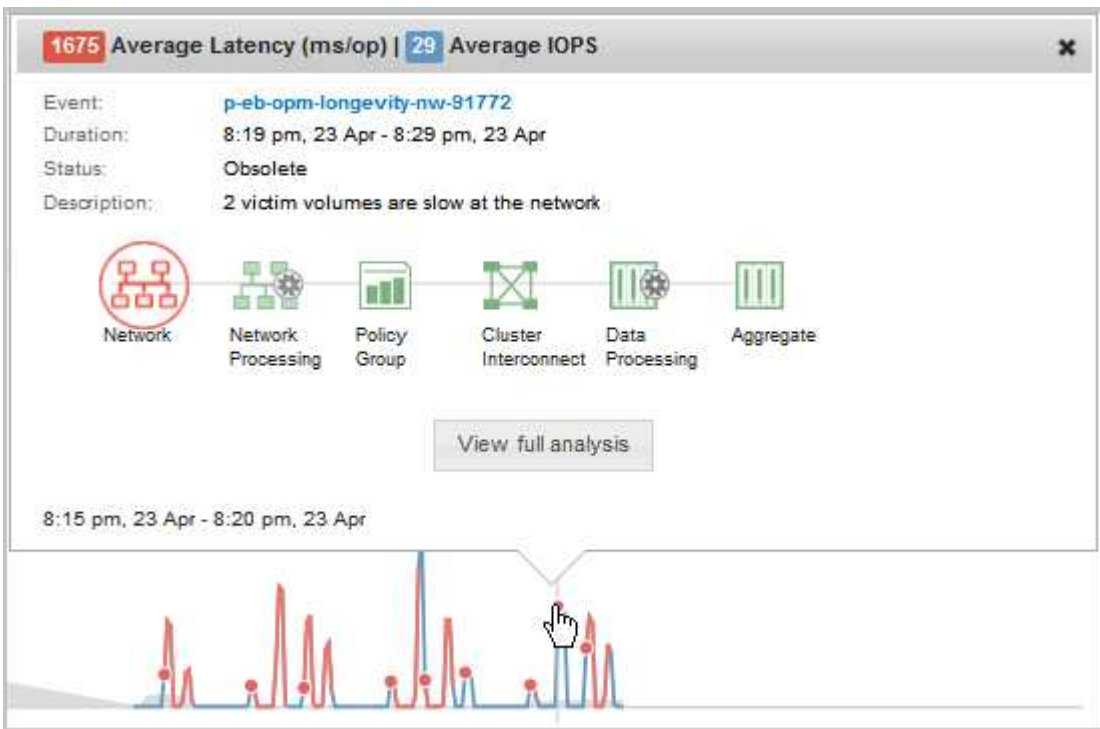 1675 Average Latency (ms/op) | 29 Average IOPS
Event: p-eb-opm-longevity-nw-91772
Duration: 8:19 pm, 23 Apr - 8:29 pm, 23 Apr
Status: Obsolete
Description: 2 victim volumes are slow at the network
Network
Network
Processing
Policy
Group
Cluster
Interconnect
Data
Processing
Aggregate
View full analysis
8:15 pm, 23 Apr - 8:20 pm, 23 Apr